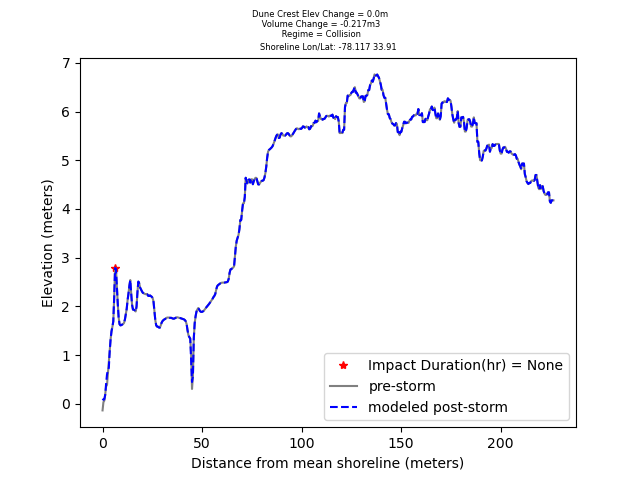 Dune Crest Elev Change = 0.0m
Volume Change = -0.217m3
Regime = Collision
Shoreline Lon/Lat: -78.117 33.91
7
6
5
4
3
2
1
0
Elevation (meters)
Impact Duration(hr) = None
pre-storm
modeled post-storm
0 50 100 150 200
Distance from mean shoreline (meters)